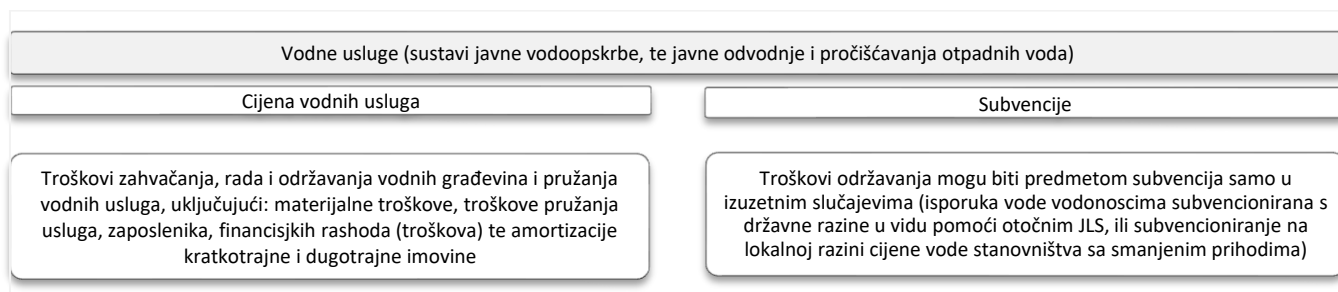 Vodne usluge (sustavi javne vodoopskrbe, te javne odvodnje i pročišćavanja otpadnih voda)
Cijena vodnih usluga
Subvencije
Troškovi zahvaćanja, rada i održavanja vodnih građevina i pružanja
vodnih usluga, uključujući: materijalne troškove, troškove pružanja
usluga, zaposlenika, financisjkih rashoda (troškova) te amortizacije
kratkotrajne i dugotrajne imovine
Troškovi održavanja mogu biti predmetom subvencija samo u
izuzetnim slučajevima (isporuka vode vodonoscima subvencionirana s
državne razine u vidu pomoći otočnim JLS, ili subvencioniranje na
lokalnoj razini cijene vode stanovništva sa smanjenim prihodima)